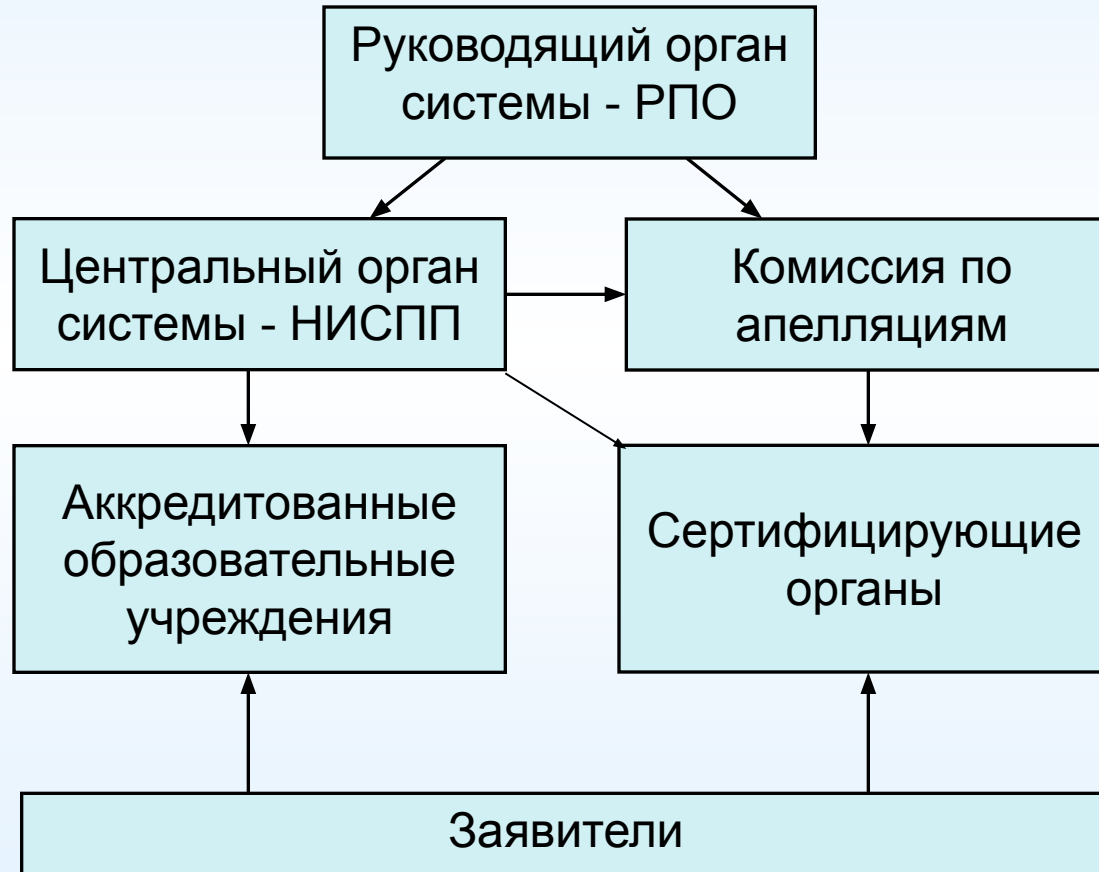 Руководящий орган
системы - РПО
Центральный орган
системы - НИСПП
Комиссия по
апелляциям
Аккредитованные
образовательные
учреждения
Сертифицирующие
органы
Заявители